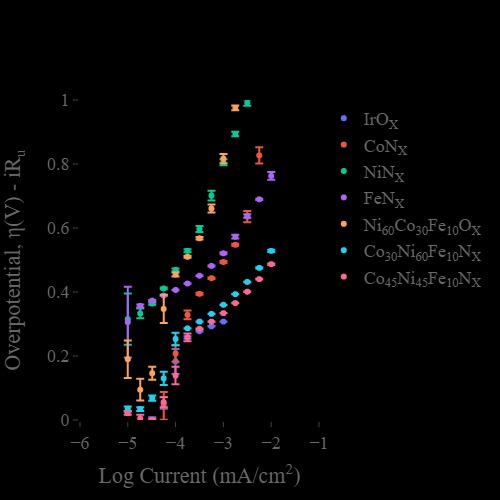 1
0.8
0.6
0.4
0.2
0
−6
−5
−4
−3
−2
−1
Overpotential, η(V) - iRᵤ
Log Current (mA/cm²)
IrOX
CoNX
NiNX
FeNX
Ni60Co30Fe10OX
Co30Ni60Fe10NX
Co45Ni45Fe10NX